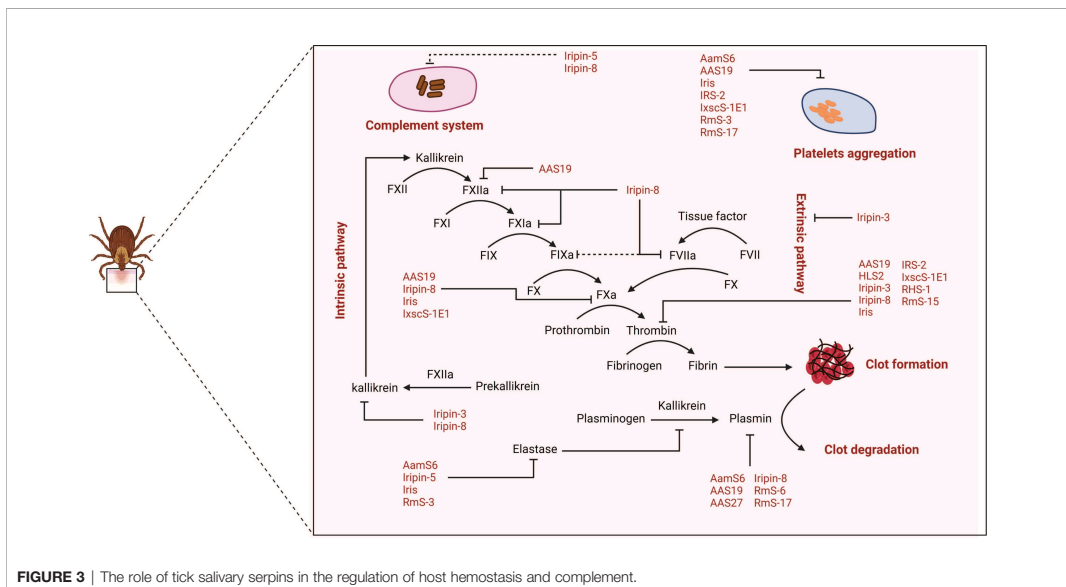 Iripin-5
Iripin-8
Complement system
AamS6
AAS19
Iris
IRS-2
IxscS-1E1
RmS-3
RmS-17
Platelets aggregation
Intrinsic pathway
Kallikrein
FXII
FXIIa
AAS19
FXI
FXIa
Iripin-8
FIX
FIXa
Tissue factor
FVIIa
FVII
Extrinsic pathway
Iripin-3
AAS19
Iripin-8
Iris
IxscS-1E1
FX
FXa
FX
AAS19
HLS2
Iripin-3
Iripin-8
Iris
IRS-2
IxscS-1E1
RHS-1
RmS-15
Prothrombin
Thrombin
Fibrinogen
Fibrin
Clot formation
kallikrein
FXIIa
Prekallikrein
Iripin-3
Iripin-8
Plasminogen
Kallikrein
Plasmin
Clot degradation
Elastase
AamS6
Iripin-5
Iris
RmS-3
AamS6
AAS19
AAS27
Iripin-8
RmS-6
RmS-17
FIGURE 3 | The role of tick salivary serpins in the regulation of host hemostasis and complement.